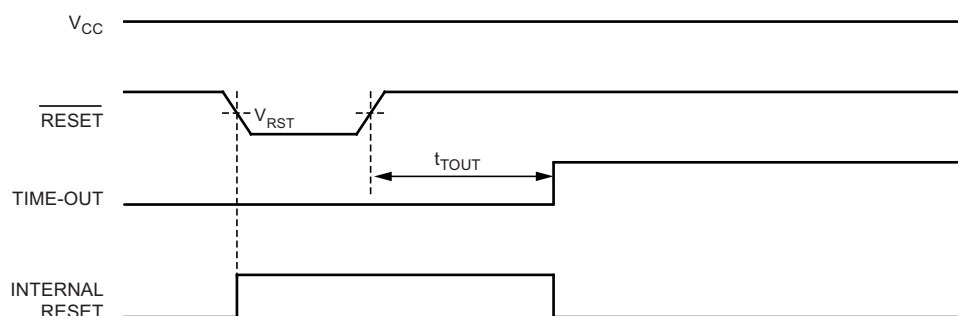 VCC
RESET
VRST
tTOUT
TIME-OUT
INTERNAL
RESET